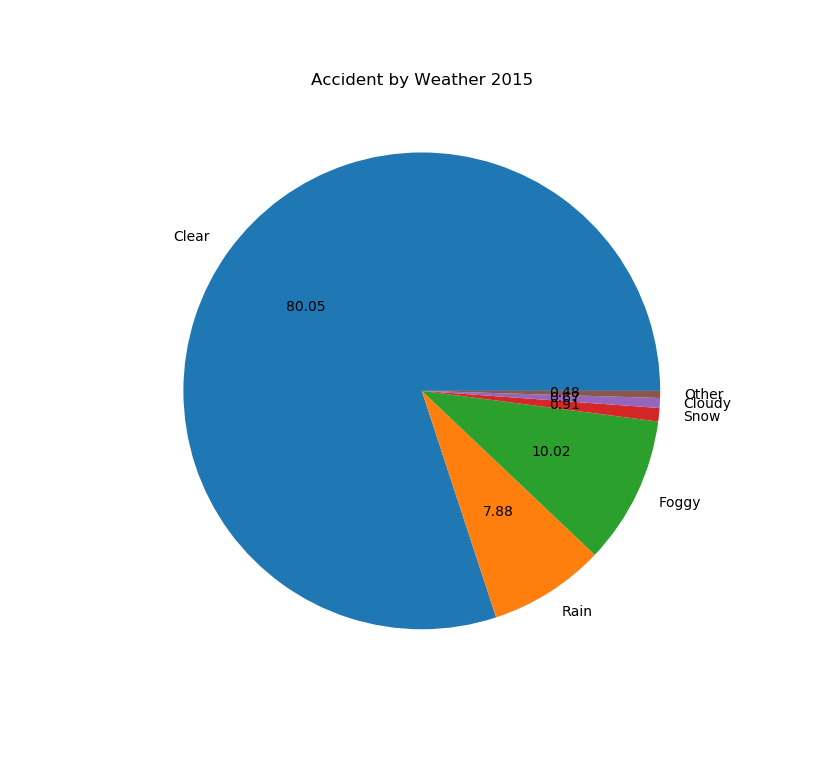 Accident by Weather 2015
Clear
80.05
0.48
Other
Cloudy
0.91
Snow
10.02
Foggy
7.88
Rain